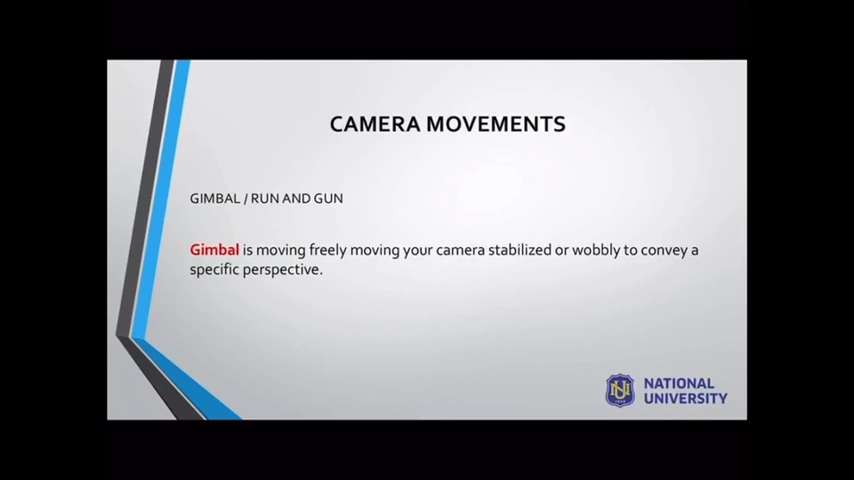 CAMERA MOVEMENTS
GIMBAL / RUN AND GUN
Gimbal is moving freely moving your camera stabilized or wobbly to convey a
specific perspective.
NU
NATIONAL
UNIVERSITY